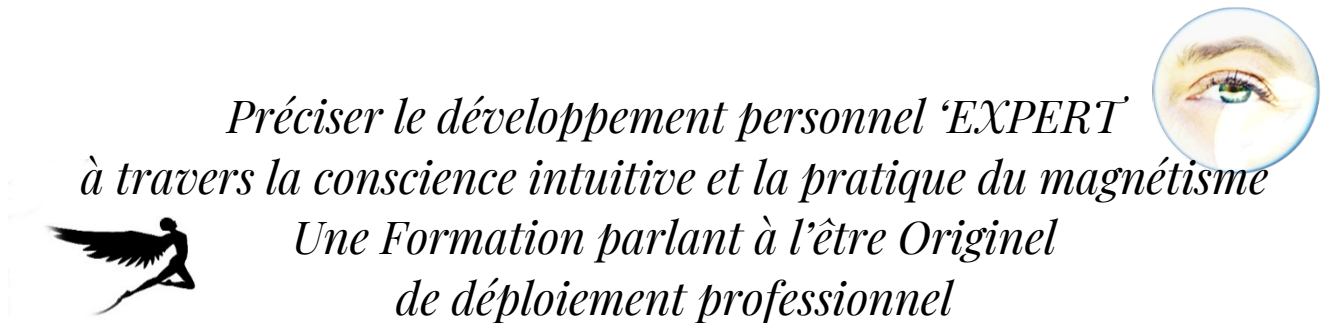 Préciser le développement personnel ‘EXPERT
à travers la conscience intuitive et la pratique du magnétisme
Une Formation parlant à l’être Originel
de déploiement professionnel